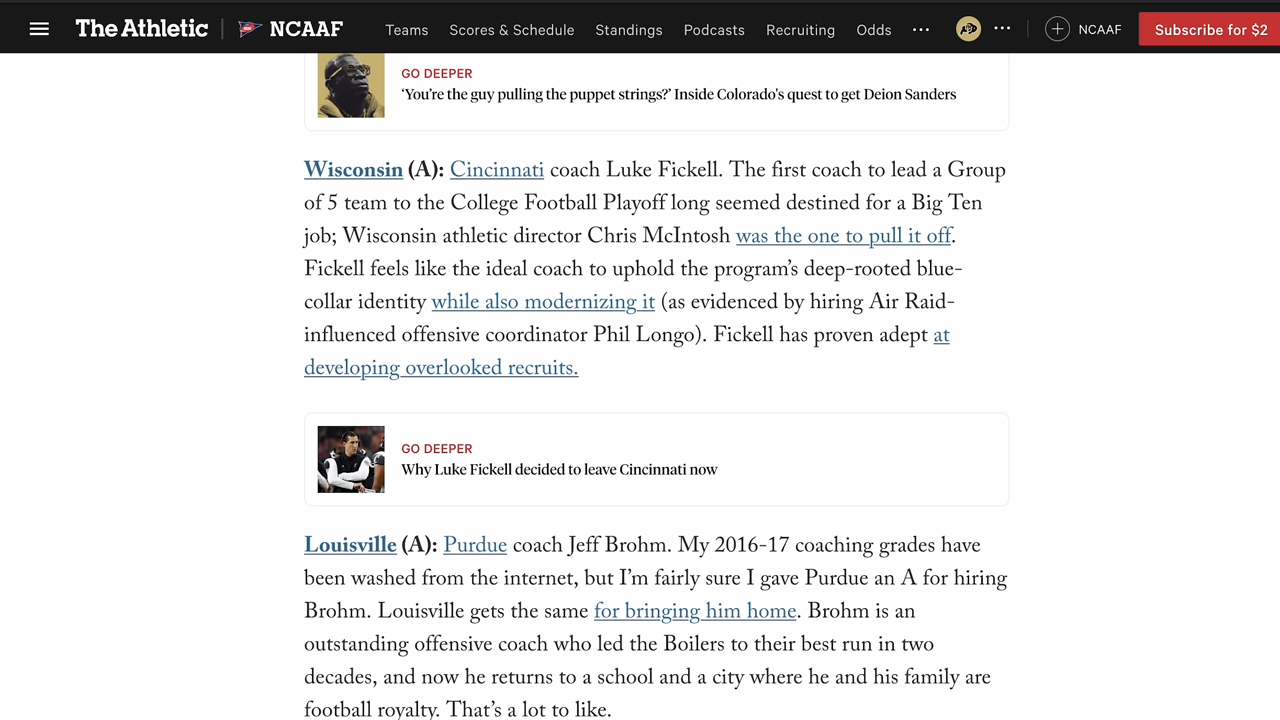 The Athletic NCAAF Teams Scores & Schedule Standings Podcasts Recruiting Odds ••• ••• NCAAF Subscribe for $2
GO DEEPER
‘You’re the guy pulling the puppet strings?’ Inside Colorado's quest to get Deion Sanders
Wisconsin (A): Cincinnati coach Luke Fickell. The first coach to lead a Group
of 5 team to the College Football Playoff long seemed destined for a Big Ten
job; Wisconsin athletic director Chris McIntosh was the one to pull it off.
Fickell feels like the ideal coach to uphold the program’s deep-rooted blue-
collar identity while also modernizing it (as evidenced by hiring Air Raid-
influenced offensive coordinator Phil Longo). Fickell has proven adept at
developing overlooked recruits.
GO DEEPER
Why Luke Fickell decided to leave Cincinnati now
Louisville (A): Purdue coach Jeff Brohm. My 2016-17 coaching grades have
been washed from the internet, but I’m fairly sure I gave Purdue an A for hiring
Brohm. Louisville gets the same for bringing him home. Brohm is an
outstanding offensive coach who led the Boilers to their best run in two
decades, and now he returns to a school and a city where he and his family are
football royalty. That’s a lot to like.